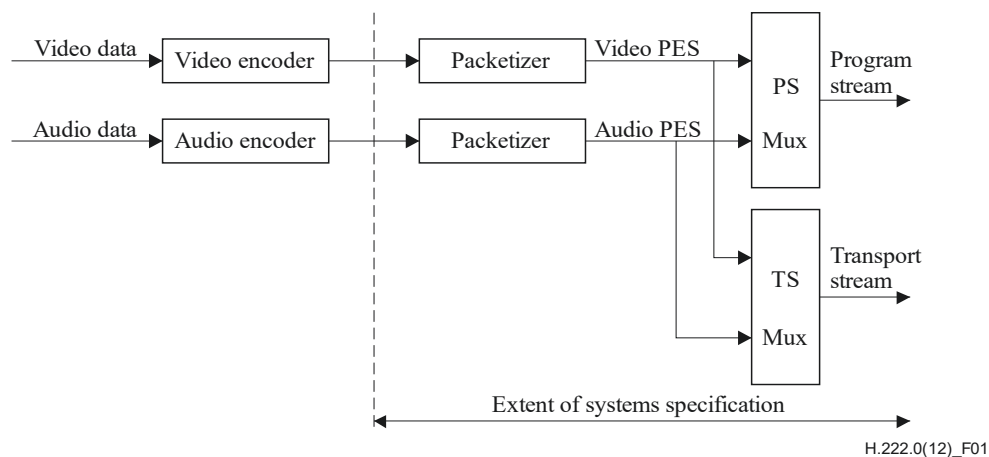 Video data
Video encoder
Packetizer
Video PES
PS
Mux
Program
stream
Audio data
Audio encoder
Packetizer
Audio PES
TS
Mux
Transport
stream
Extent of systems specification
H.222.0(12)_F01